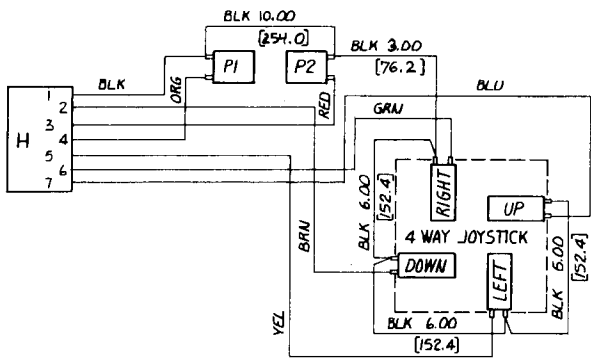 BLK 10.00
[254.0]
P1
P2
BLK 3.00
[76.2]
BLK
ORG
RED
BLU
GRN
H
1
2
3
4
5
6
7
BLK 6.00
[152.4]
RIGHT
UP
4 WAY JOYSTICK
DOWN
LEFT
BRN
YEL
BLK 6.00
[152.4]
BLK 6.00
[152.4]